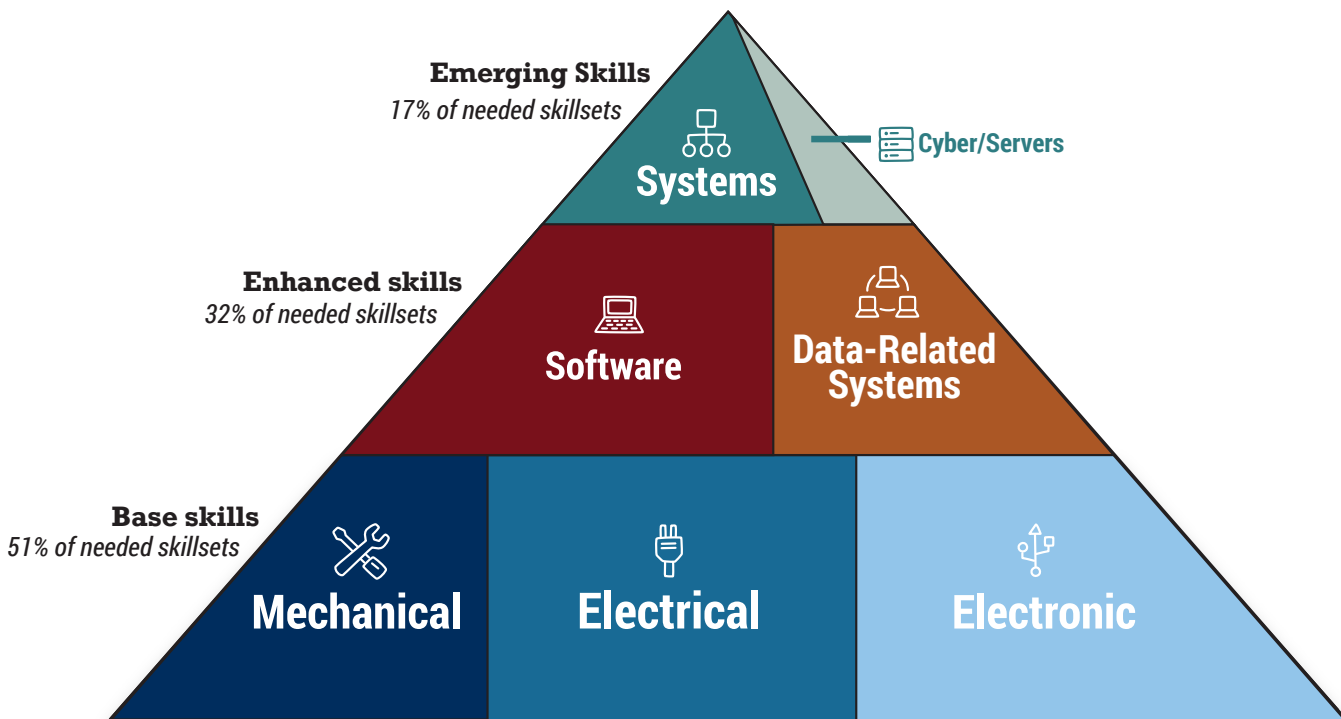 Emerging Skills
17% of needed skillsets
Cyber/Servers
Systems
Enhanced skills
32% of needed skillsets
Software
Data-Related
Systems
Base skills
51% of needed skillsets
Mechanical
Electrical
Electronic